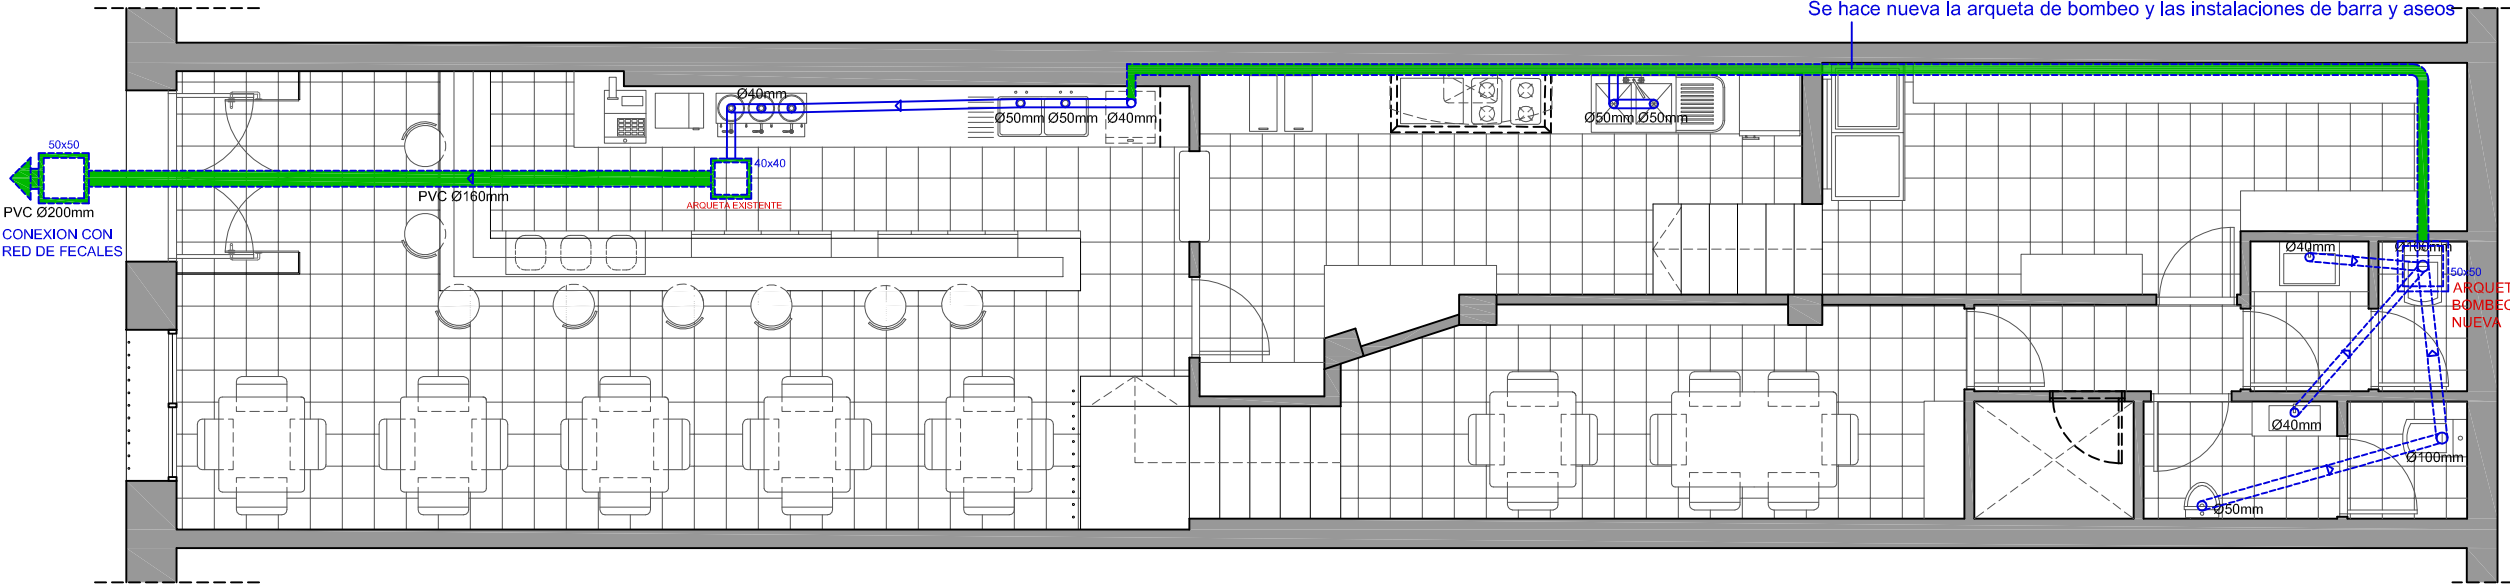 Se hace nueva la arqueta de bombeo y las instalaciones de barra y aseos
Ø40mm
Ø50mm
Ø50mm
Ø40mm
Ø50mm
Ø50mm
50x50
40x40
PVC Ø160mm
ARQUETA EXISTENTE
PVC Ø200mm
CONEXION CON
RED DE FECALES
Ø40mm
Ø100mm
50x50
ARQUET
BOMBEO
NUEVA
Ø40mm
Ø100mm
Ø50mm